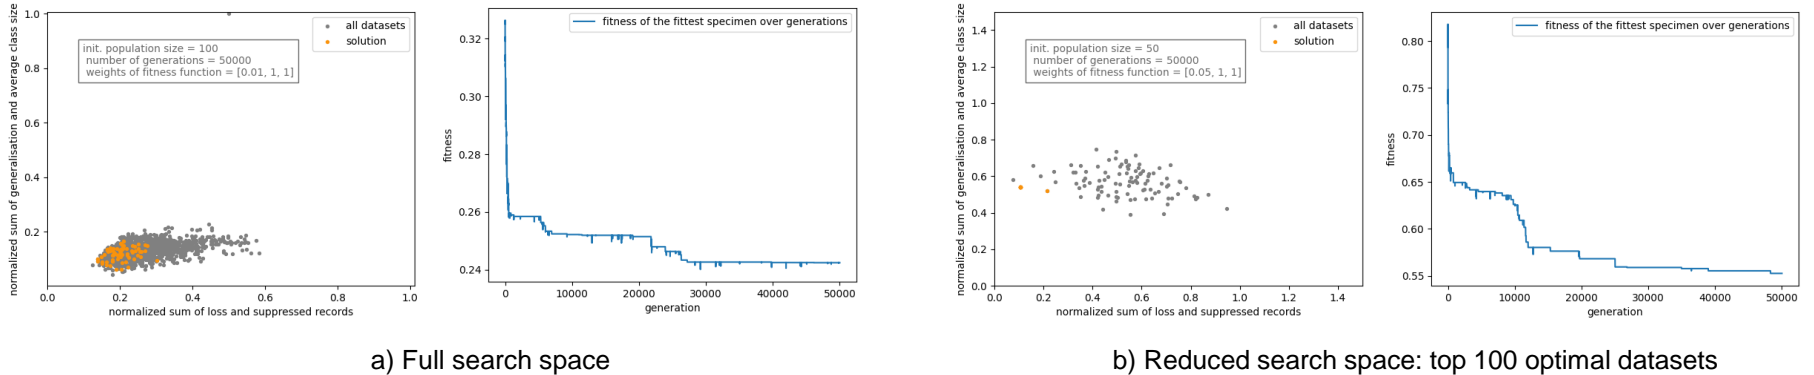 normalized sum of generalisation and average class size
1.0
0.8
0.6
0.4
0.2
0.0
0.2
0.4
0.6
0.8
1.0
normalized sum of loss and suppressed records
all datasets
solution
init. population size = 100
number of generations = 50000
weights of fitness function = [0.01, 1, 1]
fitness
0.32
0.30
0.28
0.26
0.24
0
10000
20000
30000
40000
50000
generation
fitness of the fittest specimen over generations
a) Full search space
normalized sum of generalisation and average class size
1.4
1.2
1.0
0.8
0.6
0.4
0.2
0.0
0.0
0.2
0.4
0.6
0.8
1.0
1.2
1.4
normalized sum of loss and suppressed records
all datasets
solution
init. population size = 50
number of generations = 50000
weights of fitness function = [0.05, 1, 1]
fitness
0.80
0.75
0.70
0.65
0.60
0.55
0
10000
20000
30000
40000
50000
generation
fitness of the fittest specimen over generations
b) Reduced search space: top 100 optimal datasets